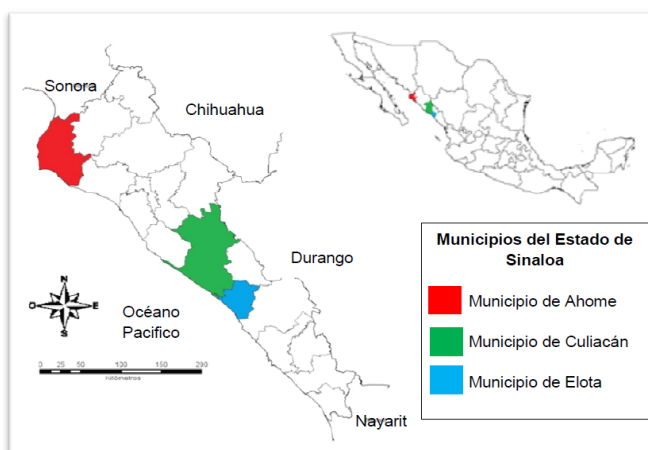 Sonora
Chihuahua
Durango
Océano
Pacifico
Nayarit
N
O
E
S
0 25 50 100 150 200
Kilómetros
Municipios del Estado de
Sinaloa
Municipio de Ahome
Municipio de Culiacán
Municipio de Elota